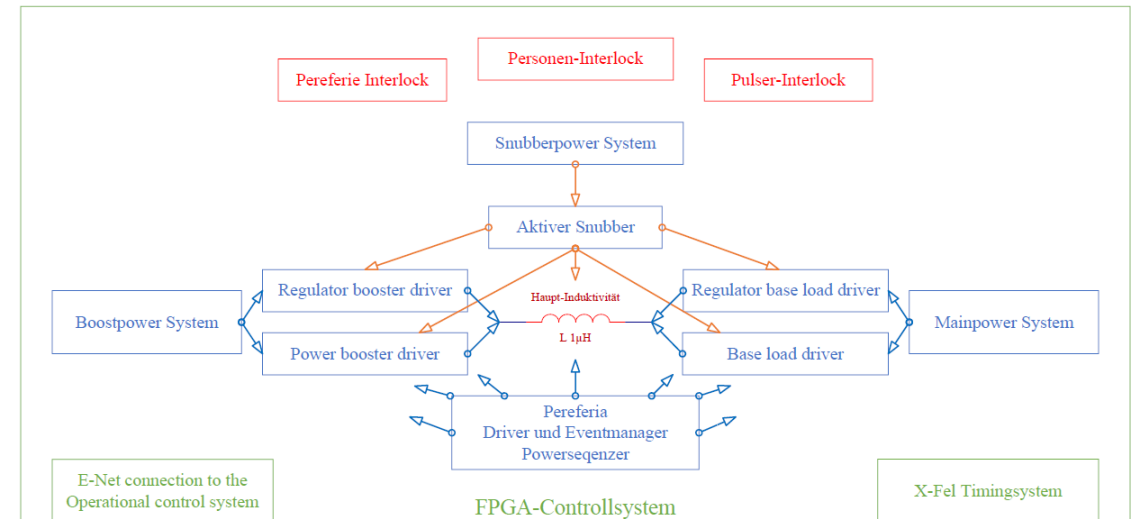 Personen-Interlock
Pereferie Interlock
Pulser-Interlock
Snubberpower System
Aktiver Snubber
Regulator booster driver
Haupt-Induktivität
Regulator base load driver
Boostpower System
L 1μH
Mainpower System
Power booster driver
Base load driver
Pereferia
Driver und Eventmanager
Powerseqenzer
E-Net connection to the
Operational control system
X-Fel Timingsystem
FPGA-Controllsystem